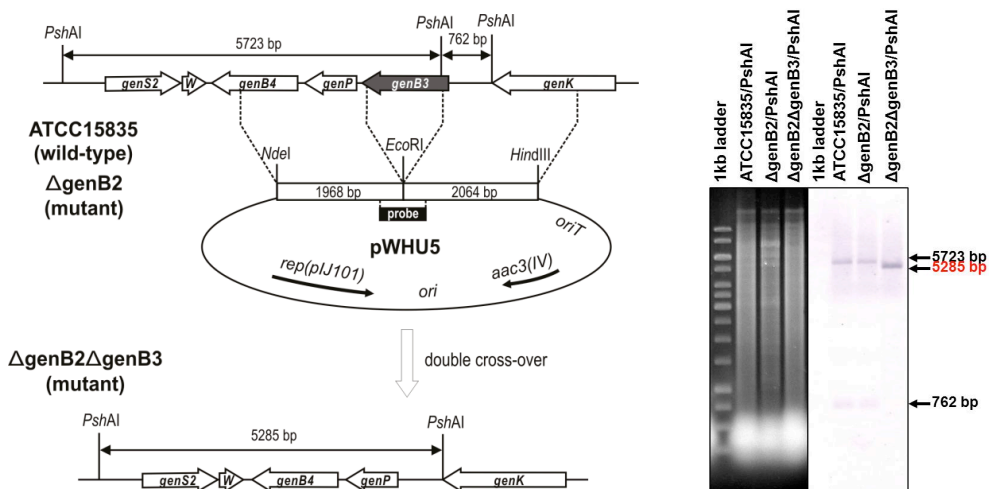 PshAI
PshAI
PshAI
5723 bp
762 bp
genS2
W
genB4
genP
genB3
genK
ATCC15835
(wild-type)
ΔgenB2
(mutant)
NdeI
EcoRI
HindIII
1968 bp
2064 bp
probe
pWHU5
oriT
rep(pIJ101)
ori
aac3(IV)
double cross-over
ΔgenB2ΔgenB3
(mutant)
PshAI
PshAI
5285 bp
genS2
W
genB4
genP
genK
1kb ladder
ATCC15835/PshAI
ΔgenB2/PshAI
ΔgenB2ΔgenB3/PshAI
1kb ladder
ATCC15835/PshAI
ΔgenB2/PshAI
ΔgenB2ΔgenB3/PshAI
5723 bp
5285 bp
762 bp